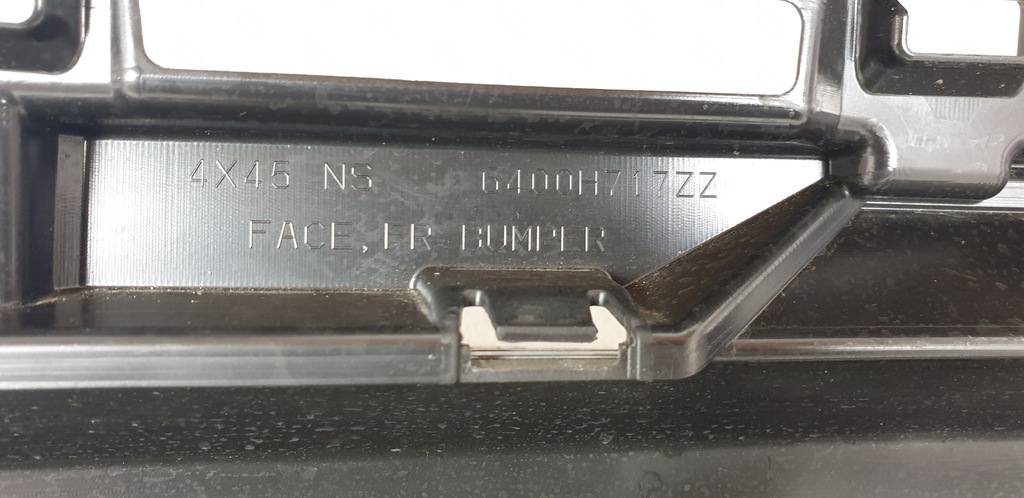 4X45 NS 6400H717ZZ
FACE, FR BUMPER